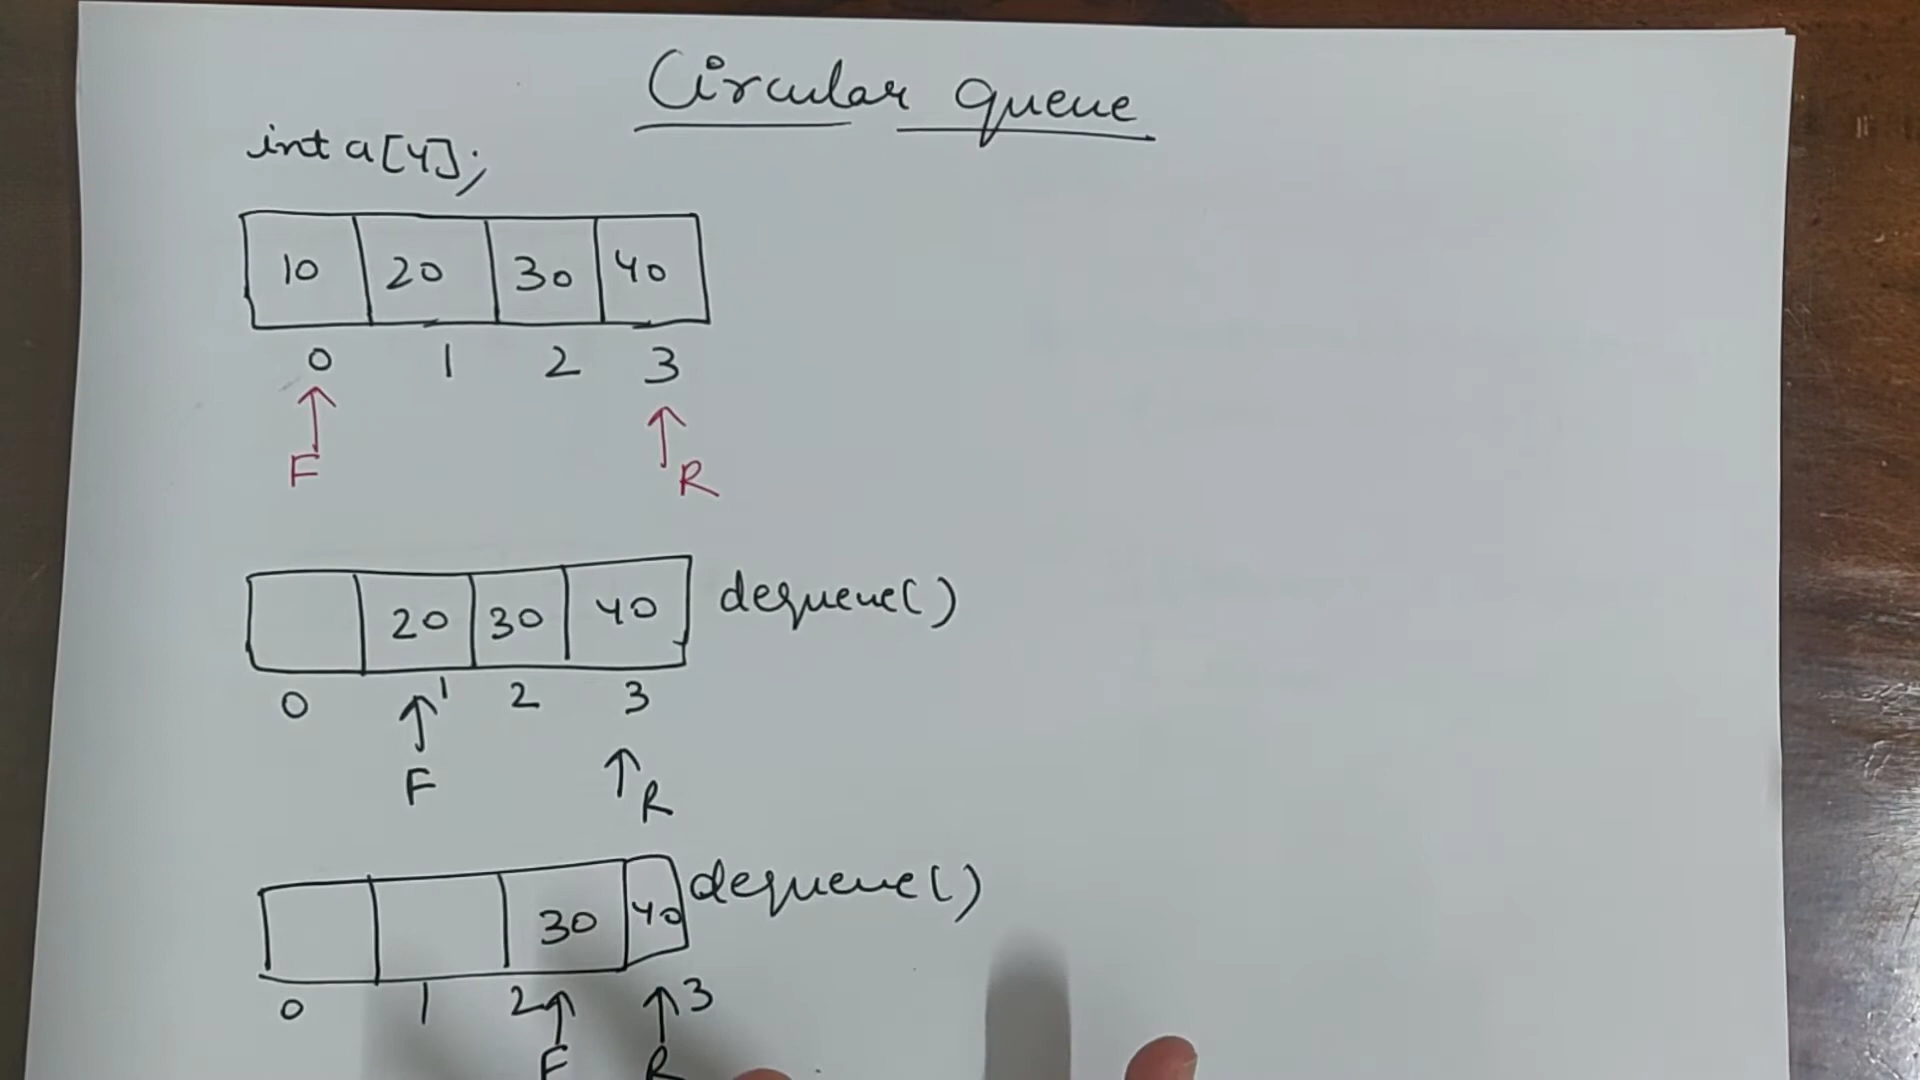 Circular queue
int a[4];
10 20 30 40
0 1 2 3
F R
20 30 40 dequeue()
0 1 2 3
F R
30 40 dequeue()
0 1 2 3
F R